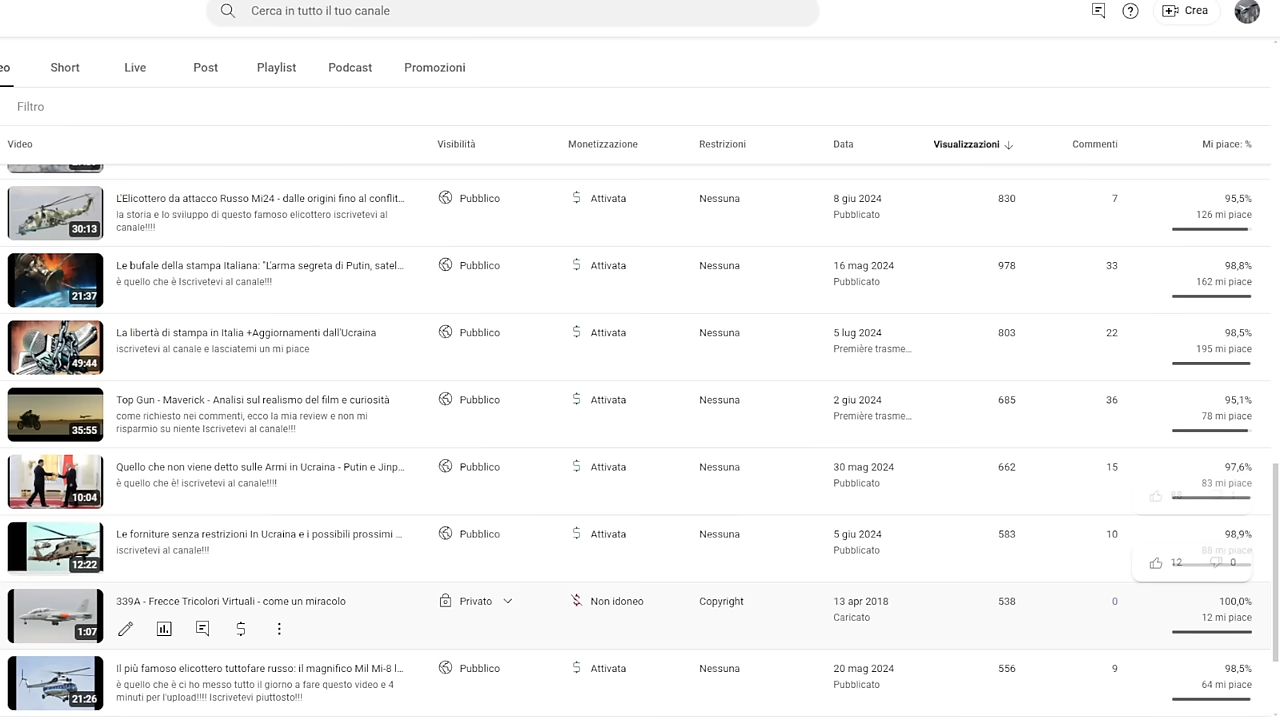 Cerca in tutto il tuo canale
Crea
eo Short Live Post Playlist Podcast Promozioni
Filtro
Video Visibilità Monetizzazione Restrizioni Data Visualizzazioni Commenti Mi piace: %
L'Elicottero da attacco Russo Mi24 - dalle origini fino al conflit... Pubblico Attivata Nessuna 8 giu 2024 830 7 95,5%
la storia e lo sviluppo di questo famoso elicottero iscrivetevi al Pubblicato 126 mi piace
canale!!!!
30:13
Le bufale della stampa Italiana: "L'arma segreta di Putin, satel... Pubblico Attivata Nessuna 16 mag 2024 978 33 98,8%
è quello che è Iscrivetevi al canale!!! Pubblicato 162 mi piace
21:37
La libertà di stampa in Italia +Aggiornamenti dall'Ucraina Pubblico Attivata Nessuna 5 lug 2024 803 22 98,5%
iscrivetevi al canale e lasciatemi un mi piace Première trasme... 195 mi piace
49:44
Top Gun - Maverick - Analisi sul realismo del film e curiosità Pubblico Attivata Nessuna 2 giu 2024 685 36 95,1%
come richiesto nei commenti, ecco la mia review e non mi Première trasme... 78 mi piace
risparmio su niente Iscrivetevi al canale!!!
35:55
Quello che non viene detto sulle Armi in Ucraina - Putin e Jinp... Pubblico Attivata Nessuna 30 mag 2024 662 15 97,6%
è quello che è! iscrivetevi al canale!!!! Pubblicato 83 mi piace
10:04
Le forniture senza restrizioni In Ucraina e i possibili prossimi ... Pubblico Attivata Nessuna 5 giu 2024 583 10 98,9%
iscrivetevi al canale!!! Pubblicato 88 mi piace
12:22 12 0
339A - Frecce Tricolori Virtuali - come un miracolo Privato Non idoneo Copyright 13 apr 2018 538 0 100,0%
Caricato 12 mi piace
1:07
Il più famoso elicottero tuttofare russo: il magnifico Mil Mi-8 l... Pubblico Attivata Nessuna 20 mag 2024 556 9 98,5%
è quello che è ci ho messo tutto il giorno a fare questo video e 4 Pubblicato 64 mi piace
minuti per l'upload!!!! Iscrivetevi piuttosto!!!
21:26